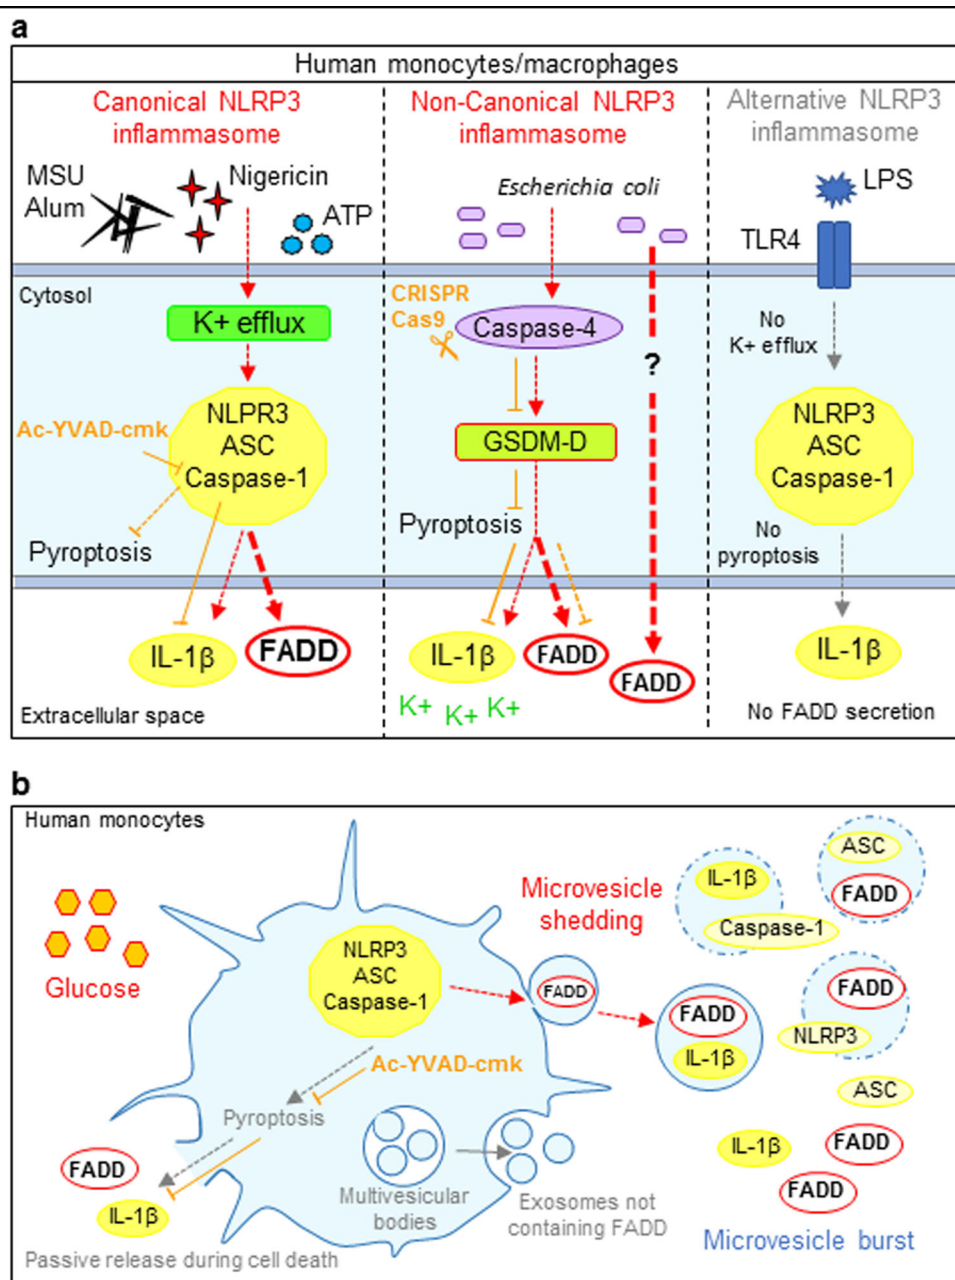 a
Human monocytes/macrophages
Canonical NLRP3
inflammasome
MSU
Alum
Nigericin
ATP
Cytosol
K+ efflux
Ac-YVAD-cmk
NLPR3
ASC
Caspase-1
Pyroptosis
IL-1β
FADD
Extracellular space
Non-Canonical NLRP3
inflammasome
Escherichia coli
CRISPR
Cas9
Caspase-4
?
GSDM-D
Pyroptosis
IL-1β
FADD
FADD
K+ K+ K+
Alternative NLRP3
inflammasome
LPS
TLR4
No
K+ efflux
NLRP3
ASC
Caspase-1
No
pyroptosis
IL-1β
No FADD secretion
b
Human monocytes
Glucose
NLRP3
ASC
Caspase-1
Ac-YVAD-cmk
Pyroptosis
FADD
IL-1β
Passive release during cell death
Multivesicular
bodies
Exosomes not
containing FADD
Microvesicle
shedding
FADD
FADD
IL-1β
IL-1β
Caspase-1
ASC
FADD
FADD
NLRP3
ASC
IL-1β
FADD
FADD
Microvesicle burst